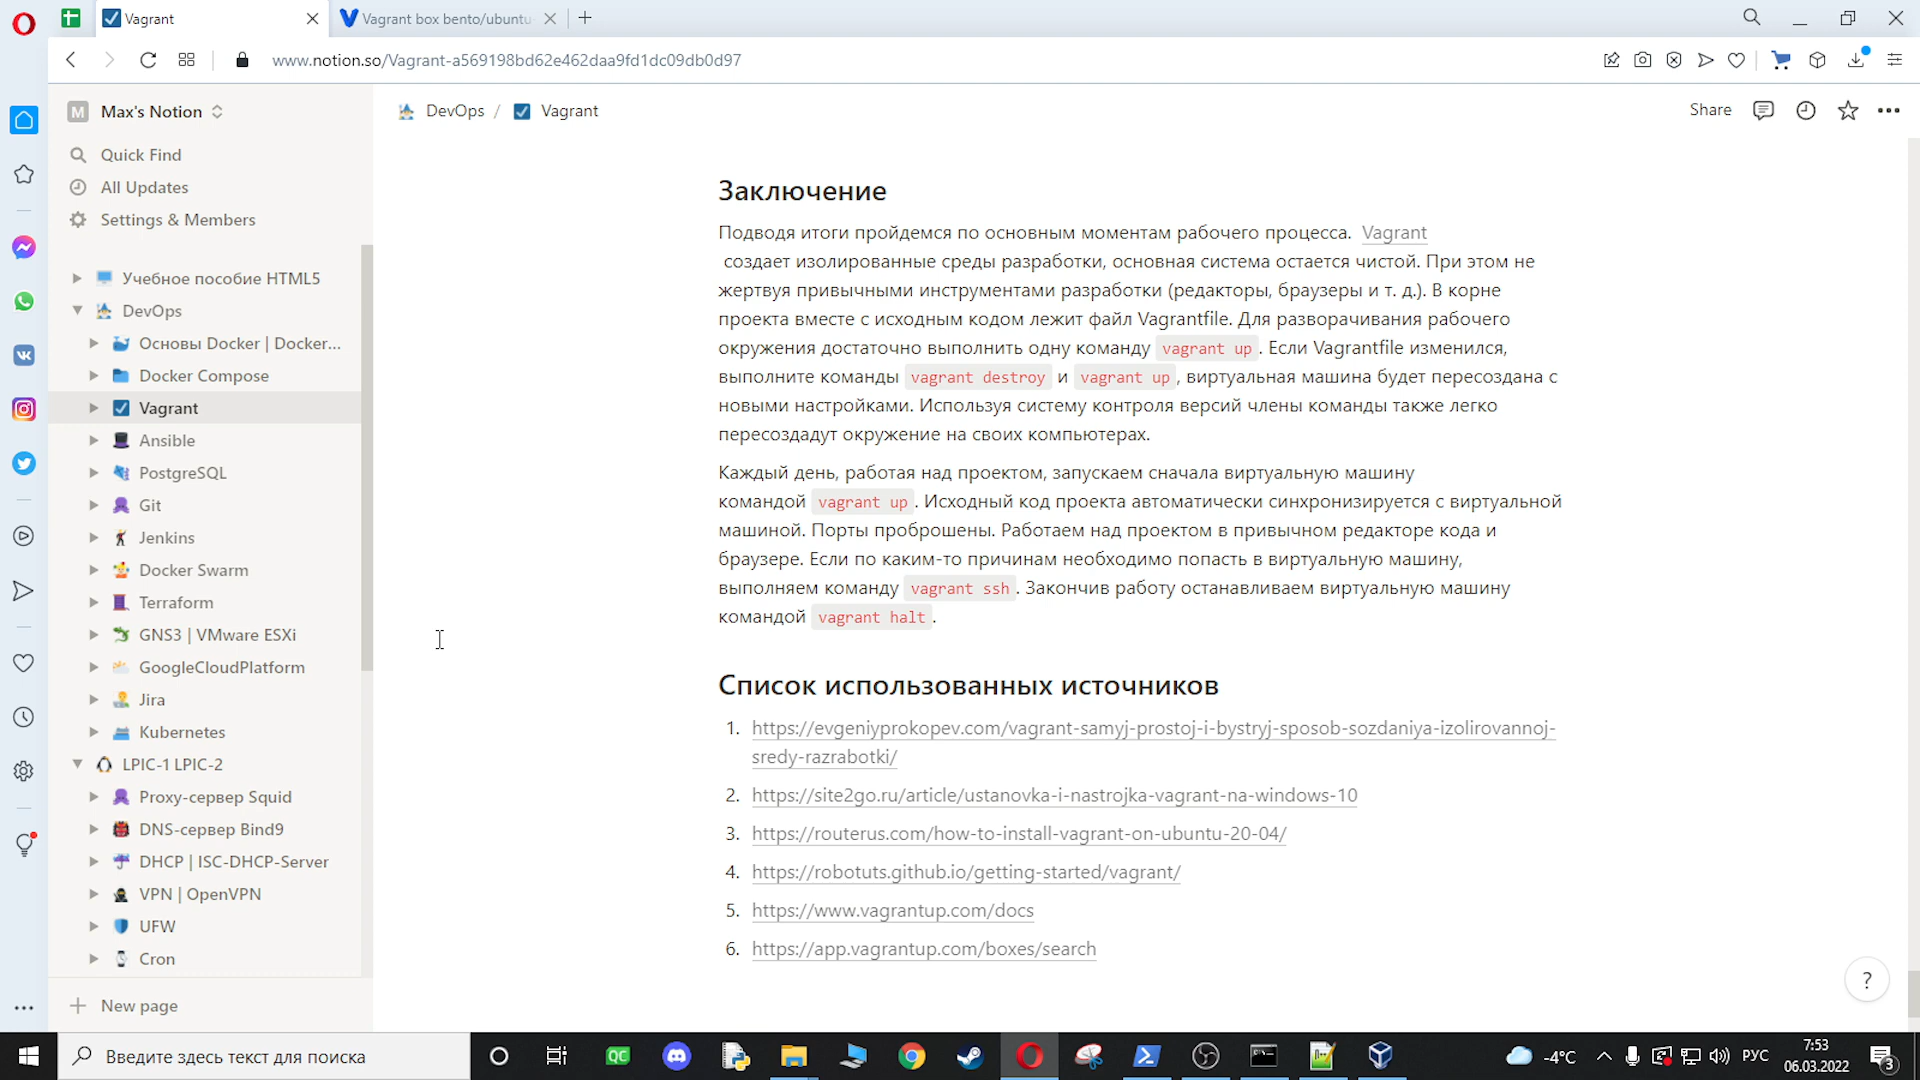 Vagrant
Vagrant box bento/ubuntu
www.notion.so/Vagrant-a569198bd62e462daa9fd1dc09db0d97
M Max's Notion
DevOps / Vagrant
Share
Quick Find
All Updates
Settings & Members
Учебное пособие HTML5
DevOps
Основы Docker | Docker...
Docker Compose
Vagrant
Ansible
PostgreSQL
Git
Jenkins
Docker Swarm
Terraform
GNS3 | VMware ESXi
GoogleCloudPlatform
Jira
Kubernetes
LPIC-1 LPIC-2
Proxy-сервер Squid
DNS-сервер Bind9
DHCP | ISC-DHCP-Server
VPN | OpenVPN
UFW
Cron
New page
Заключение
Подводя итоги пройдемся по основным моментам рабочего процесса. Vagrant
создает изолированные среды разработки, основная система остается чистой. При этом не
жертвуя привычными инструментами разработки (редакторы, браузеры и т. д.). В корне
проекта вместе с исходным кодом лежит файл Vagrantfile. Для разворачивания рабочего
окружения достаточно выполнить одну команду vagrant up. Если Vagrantfile изменился,
выполните команды vagrant destroy и vagrant up, виртуальная машина будет пересоздана с
новыми настройками. Используя систему контроля версий члены команды также легко
пересоздадут окружение на своих компьютерах.
Каждый день, работая над проектом, запускаем сначала виртуальную машину
командой vagrant up. Исходный код проекта автоматически синхронизируется с виртуальной
машиной. Порты проброшены. Работаем над проектом в привычном редакторе кода и
браузере. Если по каким-то причинам необходимо попасть в виртуальную машину,
выполняем команду vagrant ssh. Закончив работу останавливаем виртуальную машину
командой vagrant halt.
Список использованных источников
1. https://evgeniyprokopev.com/vagrant-samyj-prostoj-i-bystryj-sposob-sozdaniya-izolirovannoj-
sredy-razrabotki/
2. https://site2go.ru/article/ustanovka-i-nastrojka-vagrant-na-windows-10
3. https://routerus.com/how-to-install-vagrant-on-ubuntu-20-04/
4. https://robotuts.github.io/getting-started/vagrant/
5. https://www.vagrantup.com/docs
6. https://app.vagrantup.com/boxes/search
?
Введите здесь текст для поиска
QC
-4°C
РУС
7:53
06.03.2022
3